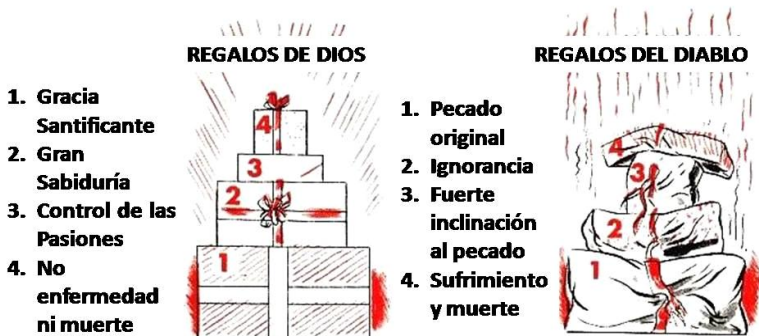 REGALOS DE DIOS
1. Gracia
Santificante
2. Gran
Sabiduría
3. Control de las
Pasiones
4. No
enfermedad
ni muerte
4
3
2
1
REGALOS DEL DIABLO
1. Pecado
original
2. Ignorancia
3. Fuerte
inclinación
al pecado
4. Sufrimiento
y muerte
4
3
2
1